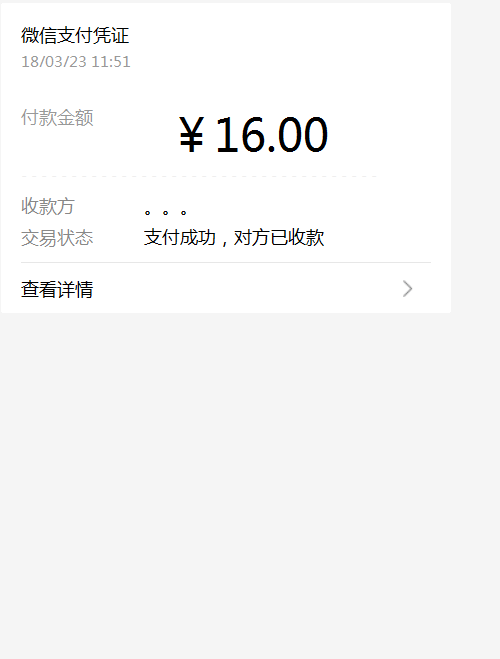 微信支付凭证
18/03/23 11:51
付款金额
￥16.00
收款方 。。。
交易状态 支付成功，对方已收款
查看详情